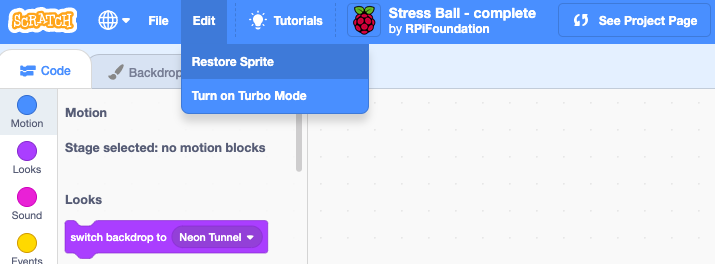 SCRATCH
File
Edit
Tutorials
Stress Ball - complete
by RPiFoundation
See Project Page
Restore Sprite
Turn on Turbo Mode
Code
Backdrop
Motion
Looks
Sound
Events
Motion
Stage selected: no motion blocks
Looks
switch backdrop to Neon Tunnel